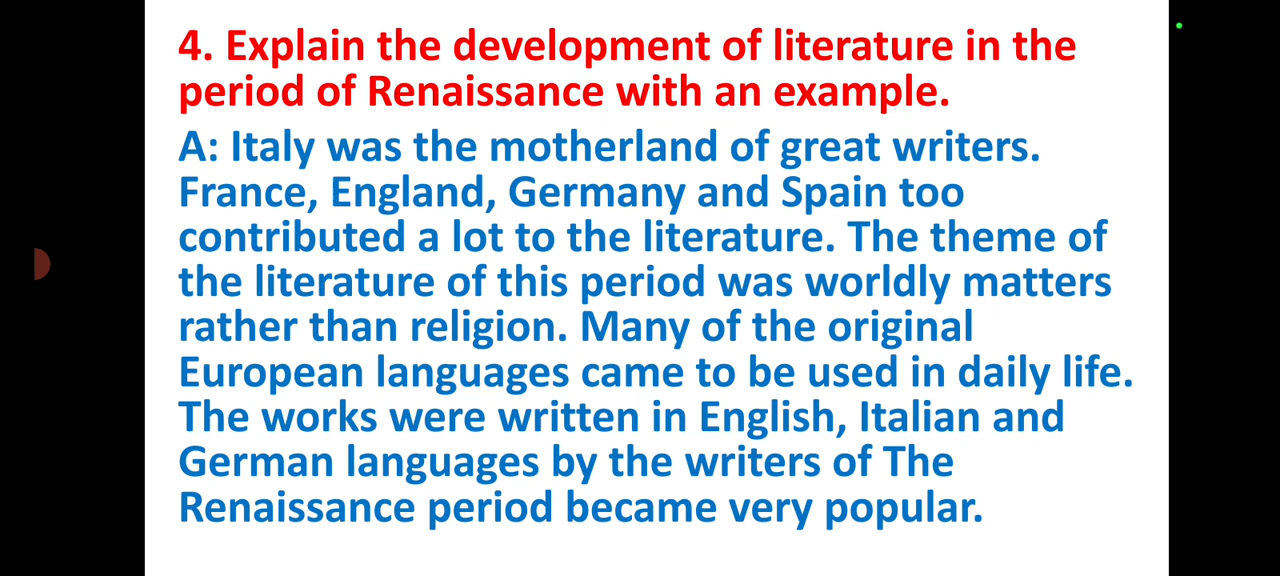 4. Explain the development of literature in the
period of Renaissance with an example.
A: Italy was the motherland of great writers.
France, England, Germany and Spain too
contributed a lot to the literature. The theme of
the literature of this period was worldly matters
rather than religion. Many of the original
European languages came to be used in daily life.
The works were written in English, Italian and
German languages by the writers of The
Renaissance period became very popular.